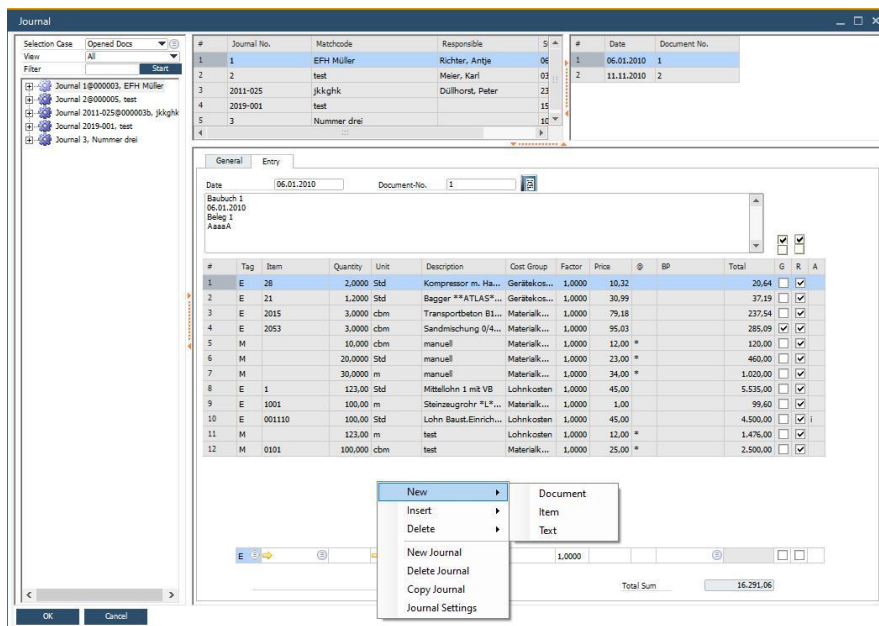 Journal
Selection Case Opened Docs
View All
Filter Start
Journal 1@000003, EFH Müller
Journal 2@000005, test
Journal 2011-025@000003b, jkkghk
Journal 2019-001, test
Journal 3, Nummer drei
# Journal No. Matchcode Responsible
1 1 EFH Müller Richter, Antje 06
2 2 test Meier, Karl 03
3 2011-025 jkkghk Düllhorst, Peter 23
4 2019-001 test 15
5 3 Nummer drei 10
# Date Document No.
1 06.01.2010 1
2 11.11.2010 2
General Entry
Date 06.01.2010 Document-No. 1
Baubuch 1
06.01.2010
Beleg 1
AaaaA
# Tag Item Quantity Unit Description Cost Group Factor Price @ BP Total G R A
1 E 28 2,0000 Std Kompressor m. Ha... Gerätekos... 1,0000 10,32 20,64
2 E 21 1,2000 Std Bagger **ATLAS*... Gerätekos... 1,0000 30,99 37,19
3 E 2015 3,0000 cbm Transportbeton B1... Materialk... 1,0000 79,18 237,54
4 E 2053 3,0000 cbm Sandmischung 0/4... Materialk... 1,0000 95,03 285,09
5 M 10,000 cbm manuell Materialk... 1,0000 12,00 * 120,00
6 M 20,0000 Std manuell Materialk... 1,0000 23,00 * 460,00
7 M 30,0000 m manuell Materialk... 1,0000 34,00 * 1.020,00
8 E 1 123,00 Std Mittellohn 1 mit VB Lohnkosten 1,0000 45,00 5.535,00
9 E 1001 100,00 m Steinzeugrohr *L*... Materialk... 1,0000 1,00 99,60
10 E 001110 100,00 Std Lohn Baust.Einrich... Lohnkosten 1,0000 45,00 4.500,00 i
11 M 123,00 m test Lohnkosten 1,0000 12,00 * 1.476,00
12 M 0101 100,000 cbm test Materialk... 1,0000 25,00 * 2.500,00
New
Insert
Delete
New Journal
Delete Journal
Copy Journal
Journal Settings
Document
Item
Text
E 1,0000
Total Sum 16.291,06
OK Cancel